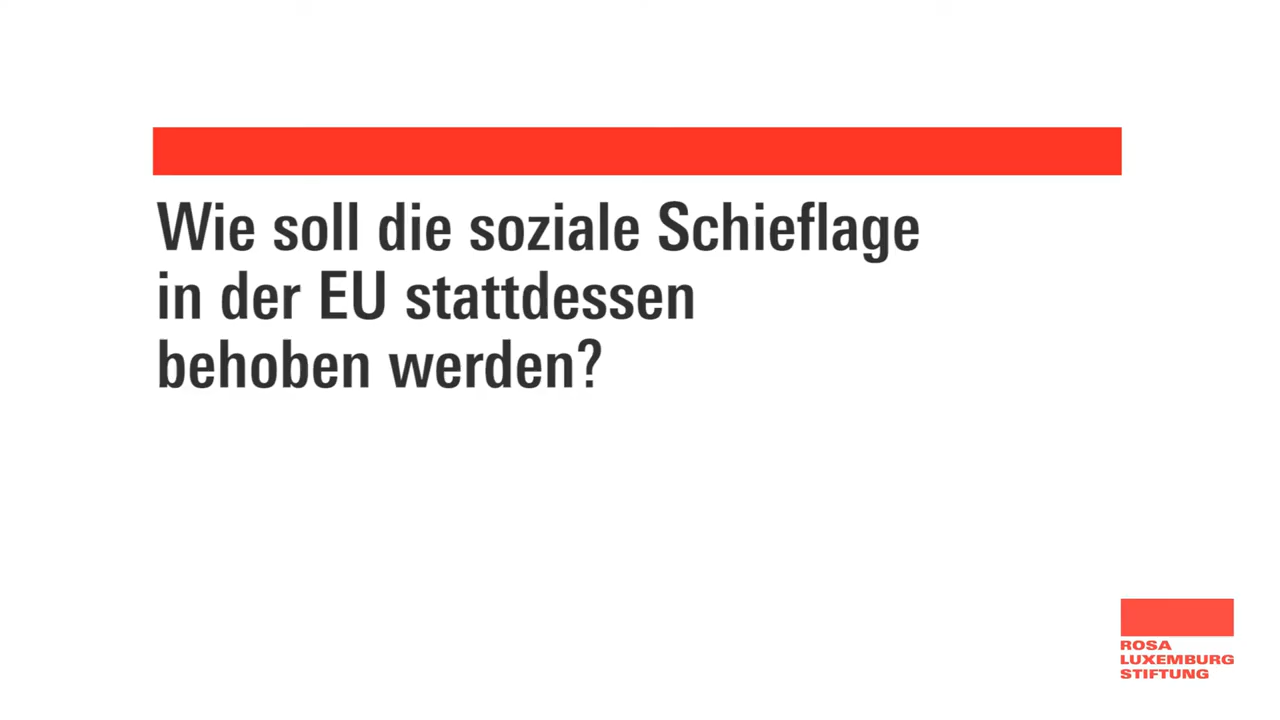 Wie soll die soziale Schieflage
in der EU stattdessen
behoben werden?
ROSA
LUXEMBURG
STIFTUNG